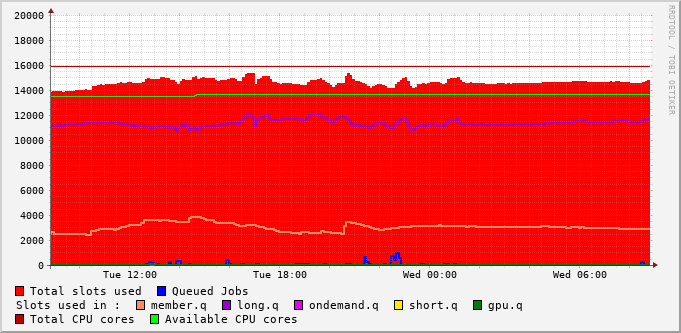 20000
18000
16000
14000
12000
10000
8000
6000
4000
2000
0
Tue 12:00 Tue 18:00 Wed 00:00 Wed 06:00
RRDTOOL / TOBI OETIKER
Total slots used Queued Jobs
Slots used in : member.q long.q ondemand.q short.q gpu.q
Total CPU cores Available CPU cores